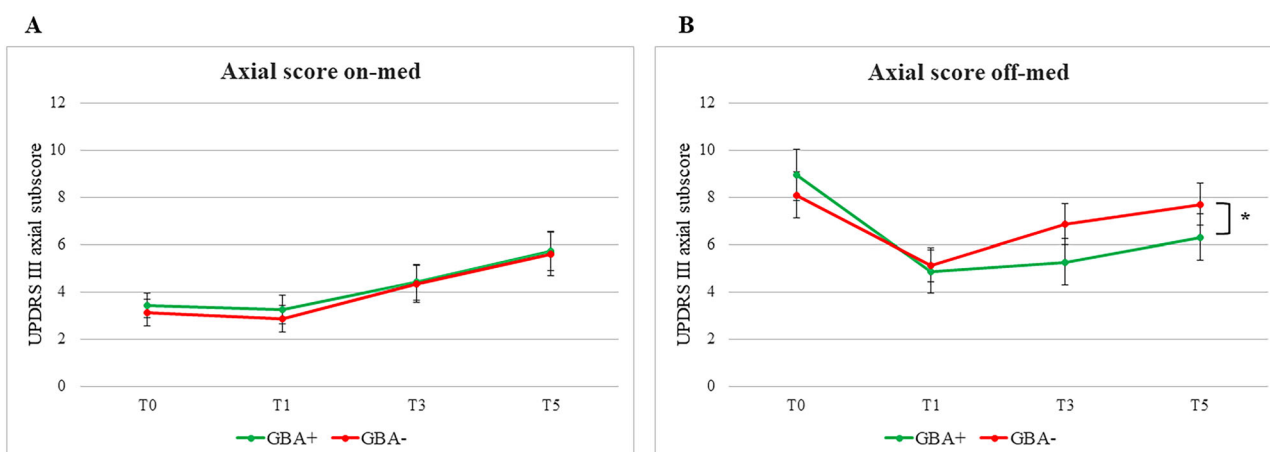 A
Axial score on-med
UPDRS III axial subscore
12
10
8
6
4
2
0
T0 T1 T3 T5
GBA+ GBA-
B
Axial score off-med
UPDRS III axial subscore
12
10
8
6
4
2
0
*
T0 T1 T3 T5
GBA+ GBA-